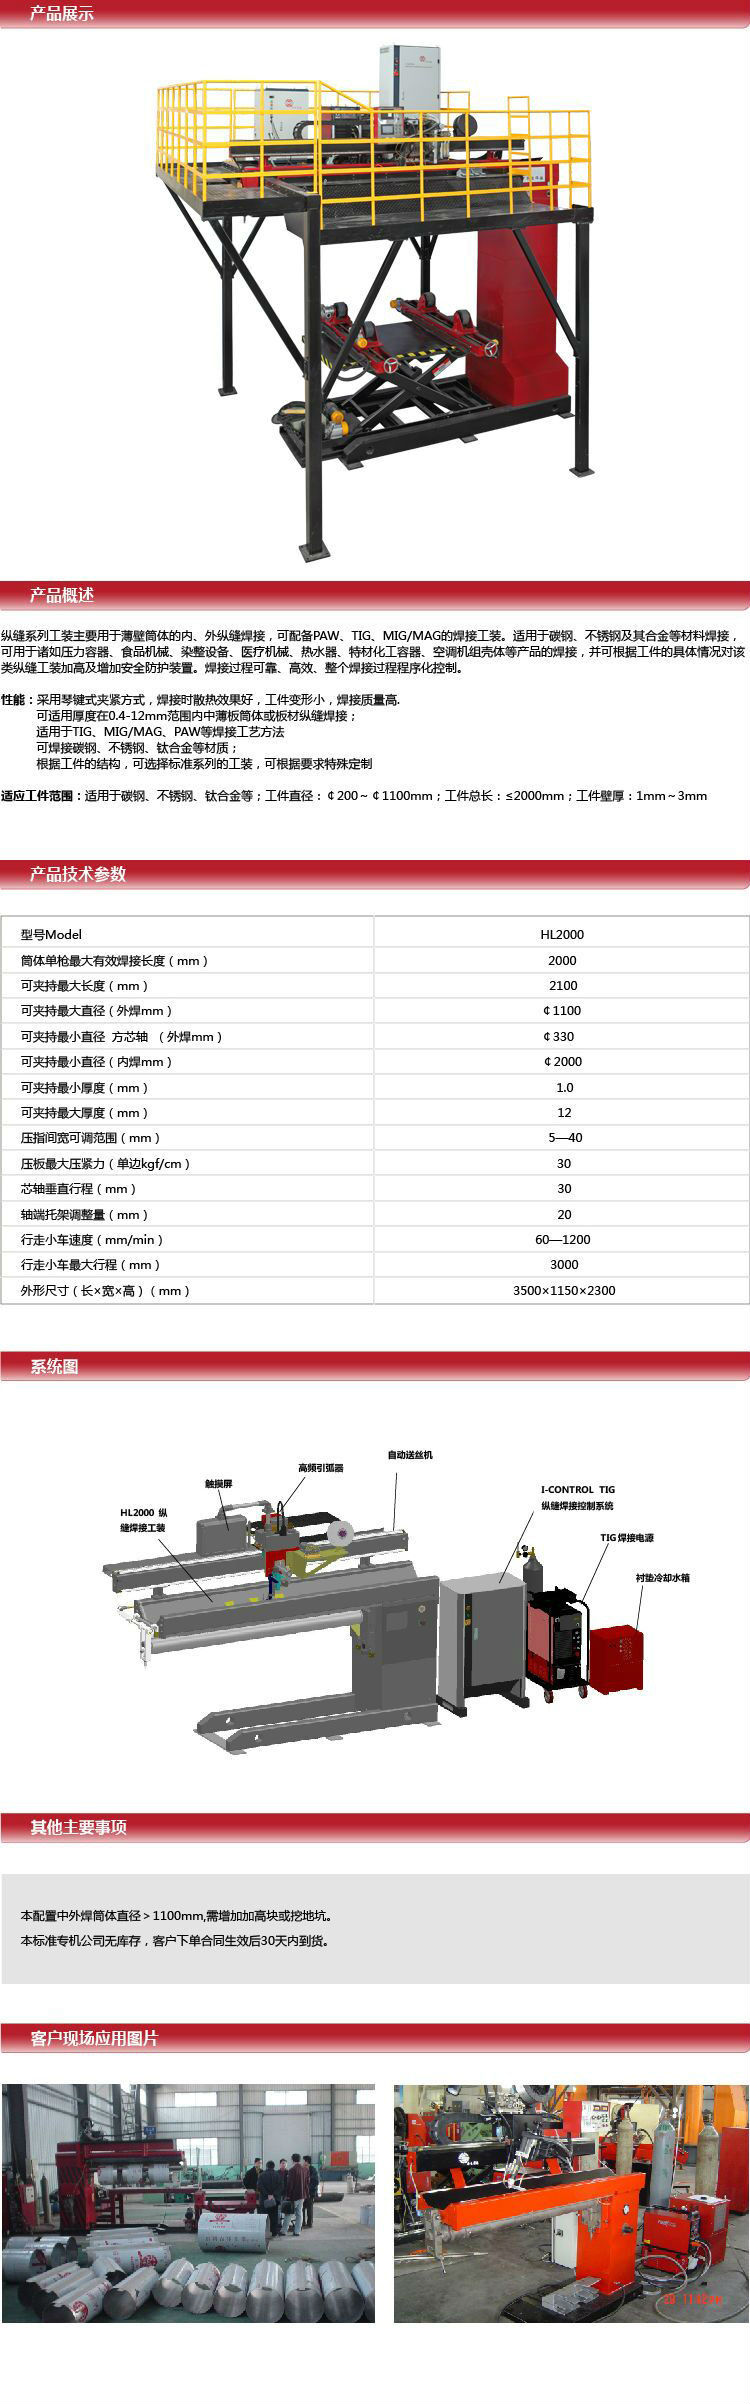 产品展示
产品概述
纵缝系列工装主要用于薄壁筒体的内、外纵缝焊接，可配备PAW、TIG、MIG/MAG的焊接工装。适用于碳钢、不锈钢及其合金等材料焊接，
可用于诸如压力容器、食品机械、染整设备、医疗机械、热水器、特材化工容器、空调机组壳体等产品的焊接，并可根据工件的具体情况对该
类纵缝工装加高及增加安全防护装置。焊接过程可靠、高效、整个焊接过程程序化控制。
性能：采用琴键式夹紧方式，焊接时散热效果好，工件变形小，焊接质量高.
可适用厚度在0.4-12mm范围内中薄板筒体或板材纵缝焊接；
适用于TIG、MIG/MAG、PAW等焊接工艺方法
可焊接碳钢、不锈钢、钛合金等材质；
根据工件的结构，可选择标准系列的工装，可根据要求特殊定制
适应工件范围：适用于碳钢、不锈钢、钛合金等；工件直径：￠200～￠1100mm；工件总长：≤2000mm；工件壁厚：1mm～3mm
产品技术参数
型号Model HL2000
筒体单枪最大有效焊接长度（mm） 2000
可夹持最大长度（mm） 2100
可夹持最大直径（外焊mm） ￠1100
可夹持最小直径 方芯轴 （外焊mm） ￠330
可夹持最小直径（内焊mm） ￠2000
可夹持最小厚度（mm） 1.0
可夹持最大厚度（mm） 12
压指间宽可调范围（mm） 5—40
压板最大压紧力（单边kgf/cm） 30
芯轴垂直行程（mm） 30
轴端托架调整量（mm） 20
行走小车速度（mm/min） 60—1200
行走小车最大行程（mm） 3000
外形尺寸（长×宽×高）（mm） 3500×1150×2300
系统图
自动送丝机
高频引弧器
触摸屏
I-CONTROL TIG
纵缝焊接控制系统
HL2000 纵
缝焊接工装
TIG焊接电源
衬垫冷却水箱
其他主要事项
本配置中外焊筒体直径＞1100mm,需增加加高块或挖地坑。
本标准专机公司无库存，客户下单合同生效后30天内到货。
客户现场应用图片